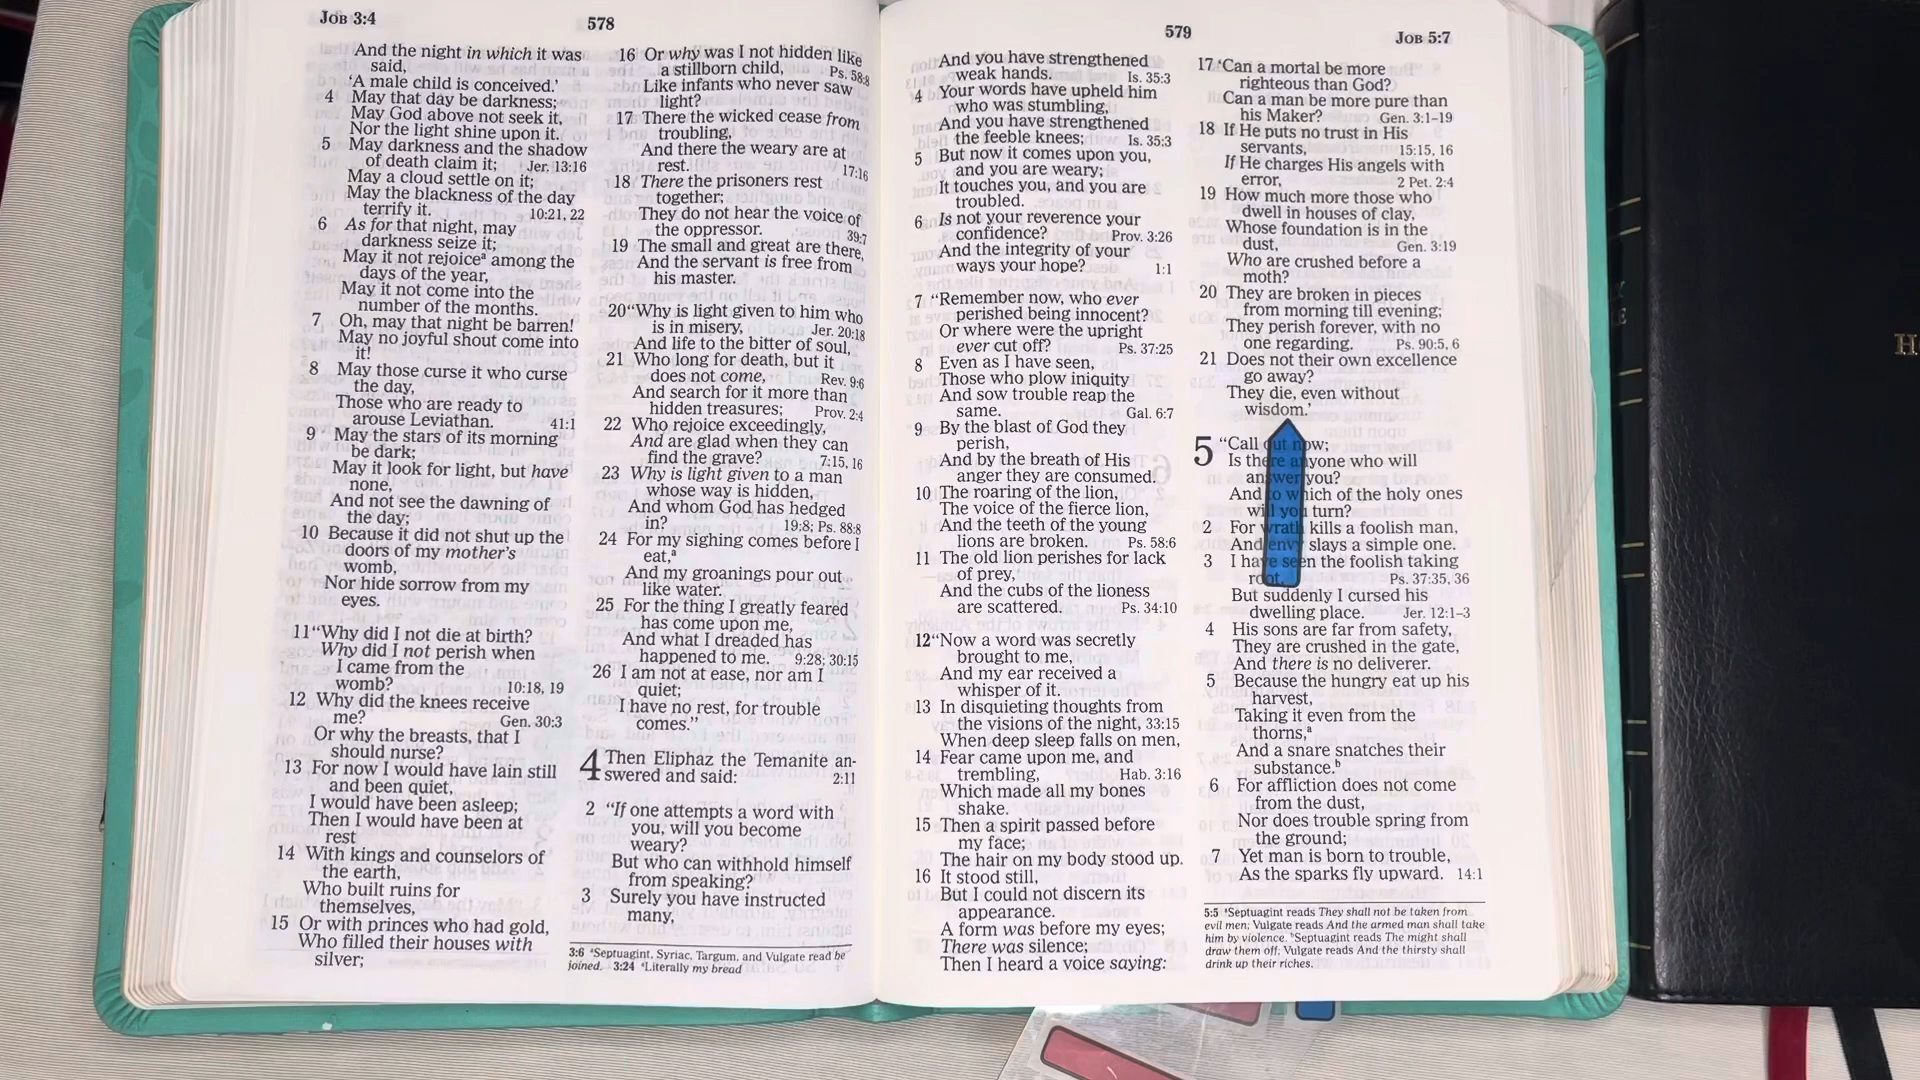 JOB 3:4
578
And the night in which it was
said,
‘A male child is conceived.’
4 May that day be darkness;
May God above not seek it,
Nor the light shine upon it.
5 May darkness and the shadow
of death claim it; Jer. 13:16
May a cloud settle on it;
May the blackness of the day
terrify it. 10:21, 22
6 As for that night, may
darkness seize it;
May it not rejoiceª among the
days of the year,
May it not come into the
number of the months.
7 Oh, may that night be barren!
May no joyful shout come into
it!
8 May those curse it who curse
the day,
Those who are ready to
arouse Leviathan. 41:1
9 May the stars of its morning
be dark;
May it look for light, but have
none,
And not see the dawning of
the day;
10 Because it did not shut up the
doors of my mother’s
womb,
Nor hide sorrow from my
eyes.
11 “Why did I not die at birth?
Why did I not perish when
I came from the
womb? 10:18, 19
12 Why did the knees receive
me? Gen. 30:3
Or why the breasts, that I
should nurse?
13 For now I would have lain still
and been quiet,
I would have been asleep;
Then I would have been at
rest
14 With kings and counselors of
the earth,
Who built ruins for
themselves,
15 Or with princes who had gold,
Who filled their houses with
silver;
16 Or why was I not hidden like
a stillborn child, Ps. 58:8
Like infants who never saw
light?
17 There the wicked cease from
troubling,
And there the weary are at
rest. 17:16
18 There the prisoners rest
together;
They do not hear the voice of
the oppressor. 39:7
19 The small and great are there,
And the servant is free from
his master.
20 “Why is light given to him who
is in misery, Jer. 20:18
And life to the bitter of soul,
21 Who long for death, but it
does not come, Rev. 9:6
And search for it more than
hidden treasures; Prov. 2:4
22 Who rejoice exceedingly,
And are glad when they can
find the grave? 7:15, 16
23 Why is light given to a man
whose way is hidden,
And whom God has hedged
in? 19:8; Ps. 88:8
24 For my sighing comes before I
eat,ª
And my groanings pour out
like water.
25 For the thing I greatly feared
has come upon me,
And what I dreaded has
happened to me. 9:28; 30:15
26 I am not at ease, nor am I
quiet;
I have no rest, for trouble
comes.”
4 Then Eliphaz the Temanite an-
swered and said: 2:11
2 “If one attempts a word with
you, will you become
weary?
But who can withhold himself
from speaking?
3 Surely you have instructed
many,
3:6 ªSeptuagint, Syriac, Targum, and Vulgate read be
joined. 3:24 ªLiterally my bread
579
JOB 5:7
And you have strengthened
weak hands. Is. 35:3
4 Your words have upheld him
who was stumbling,
And you have strengthened
the feeble knees; Is. 35:3
5 But now it comes upon you,
and you are weary;
It touches you, and you are
troubled.
6 Is not your reverence your
confidence? Prov. 3:26
And the integrity of your
ways your hope? 1:1
7 “Remember now, who ever
perished being innocent?
Or where were the upright
ever cut off? Ps. 37:25
8 Even as I have seen,
Those who plow iniquity
And sow trouble reap the
same. Gal. 6:7
9 By the blast of God they
perish,
And by the breath of His
anger they are consumed.
10 The roaring of the lion,
The voice of the fierce lion,
And the teeth of the young
lions are broken. Ps. 58:6
11 The old lion perishes for lack
of prey,
And the cubs of the lioness
are scattered. Ps. 34:10
12 “Now a word was secretly
brought to me,
And my ear received a
whisper of it.
13 In disquieting thoughts from
the visions of the night, 33:15
When deep sleep falls on men,
14 Fear came upon me, and
trembling, Hab. 3:16
Which made all my bones
shake.
15 Then a spirit passed before
my face;
The hair on my body stood up.
16 It stood still,
But I could not discern its
appearance.
A form was before my eyes;
There was silence;
Then I heard a voice saying:
17 ‘Can a mortal be more
righteous than God?
Can a man be more pure than
his Maker? Gen. 3:1–19
18 If He puts no trust in His
servants, 15:15, 16
If He charges His angels with
error, 2 Pet. 2:4
19 How much more those who
dwell in houses of clay,
Whose foundation is in the
dust, Gen. 3:19
Who are crushed before a
moth?
20 They are broken in pieces
from morning till evening;
They perish forever, with no
one regarding. Ps. 90:5, 6
21 Does not their own excellence
go away?
They die, even without
wisdom.’
5 “Call out now;
Is there anyone who will
answer you?
And to which of the holy ones
will you turn?
2 For wrath kills a foolish man,
And envy slays a simple one.
3 I have seen the foolish taking
root, Ps. 37:35, 36
But suddenly I cursed his
dwelling place. Jer. 12:1–3
4 His sons are far from safety,
They are crushed in the gate,
And there is no deliverer.
5 Because the hungry eat up his
harvest,
Taking it even from the
thorns,ª
And a snare snatches their
substance.ᵇ
6 For affliction does not come
from the dust,
Nor does trouble spring from
the ground;
7 Yet man is born to trouble,
As the sparks fly upward. 14:1
5:5 ªSeptuagint reads They shall not be taken from
evil men; Vulgate reads And the armed man shall take
him by violence. ᵇSeptuagint reads The might shall
draw them off; Vulgate reads And the thirsty shall
drink up their riches.